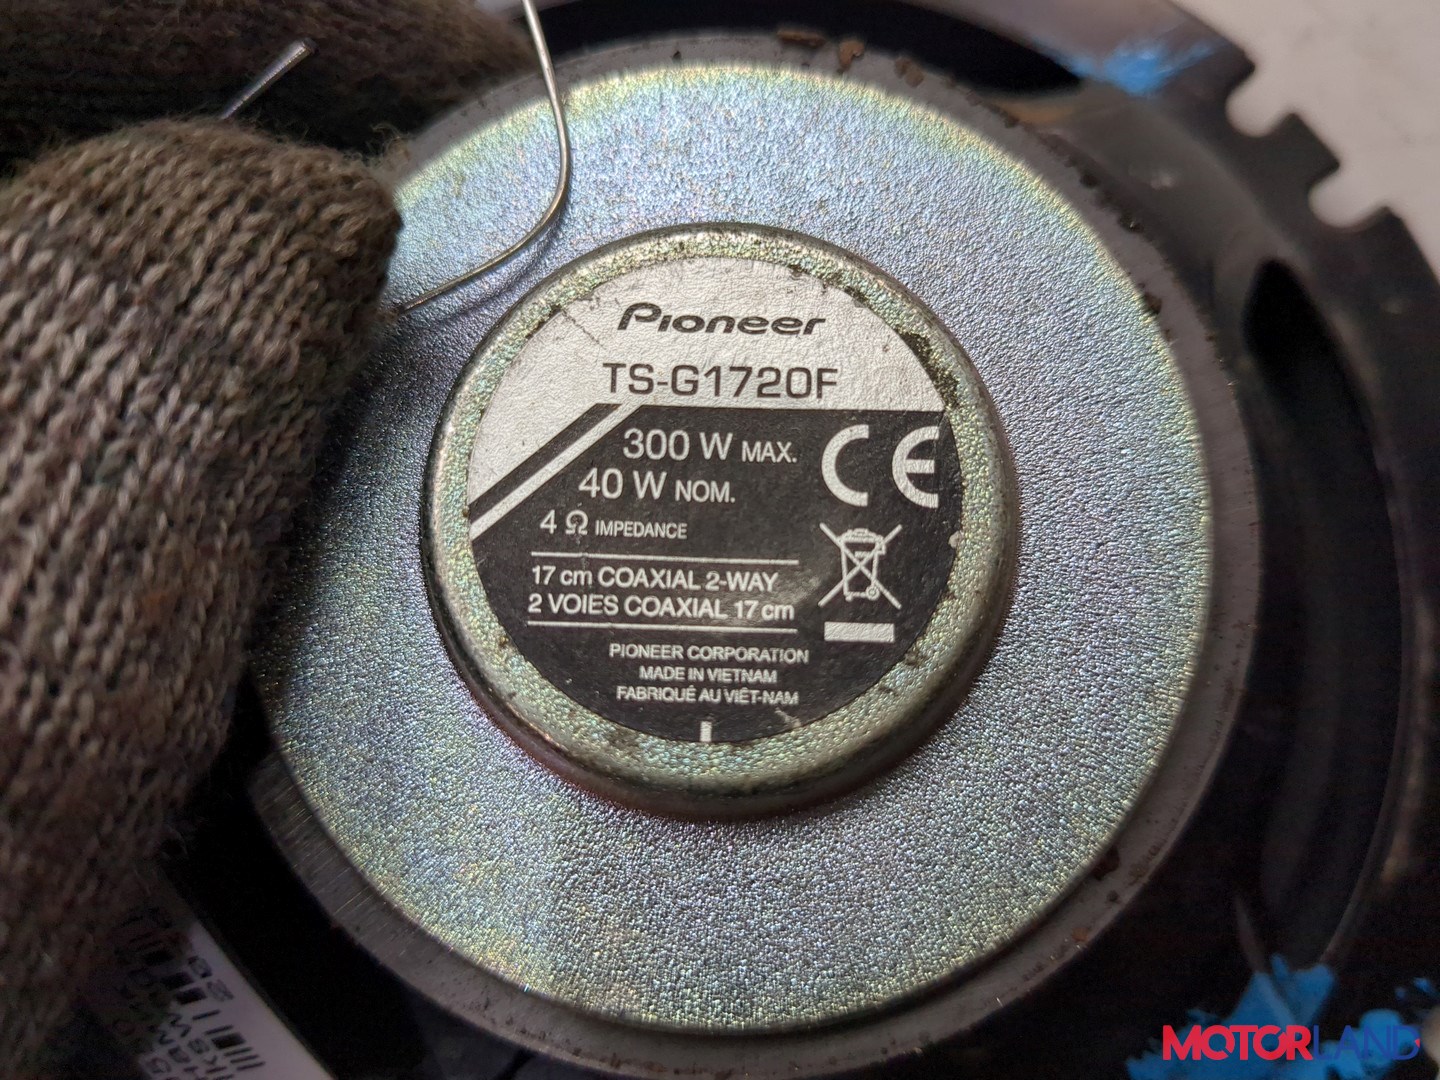 Pioneer
TS-G1720F
300 W MAX.
40 W NOM.
4 Ω IMPEDANCE
CE
17 cm COAXIAL 2-WAY
2 VOIES COAXIAL 17 cm
PIONEER CORPORATION
MADE IN VIETNAM
FABRIQUÉ AU VIÊT-NAM
MOTORLAND